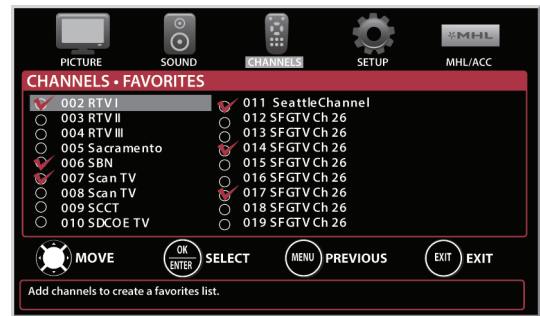 MHL
PICTURE
SOUND
CHANNELS
SETUP
MHL/ACC
CHANNELS • FAVORITES
002 RTV I
003 RTV II
004 RTV III
005 Sacramento
006 SBN
007 Scan TV
008 Scan TV
009 SCCT
010 SDCOE TV
011 SeattleChannel
012 SFGTV Ch 26
013 SFGTV Ch 26
014 SFGTV Ch 26
015 SFGTV Ch 26
016 SFGTV Ch 26
017 SFGTV Ch 26
018 SFGTV Ch 26
019 SFGTV Ch 26
MOVE
OK
ENTER
SELECT
MENU
PREVIOUS
EXIT
EXIT
Add channels to create a favorites list.